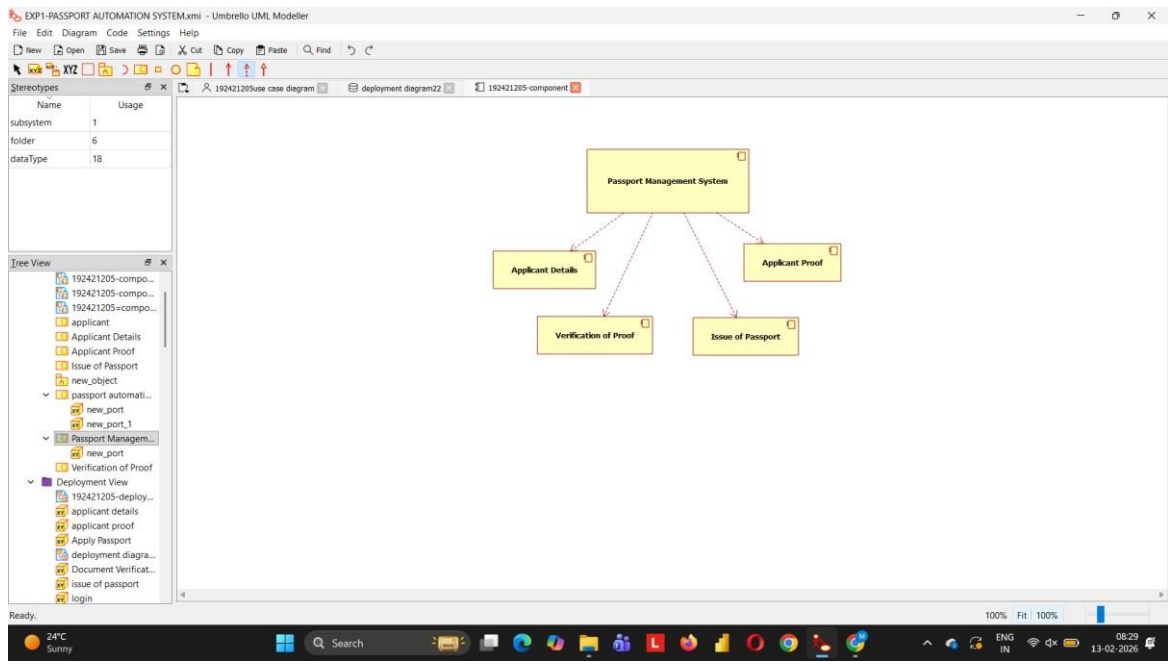 EXP1-PASSPORT AUTOMATION SYSTEM.xmi - Umbrello UML Modeller
File Edit Diagram Code Settings Help
New Open Save Cut Copy Paste Find
XYZ XYZ
Stereotypes
192421205use case diagram deployment diagram22 192421205-component
Name Usage
subsystem 1
folder 6
dataType 18
Passport Management System
Applicant Details
Applicant Proof
Verification of Proof
Issue of Passport
Tree View
192421205-compo...
192421205-compo...
192421205=compo...
applicant
Applicant Details
Applicant Proof
Issue of Passport
new_object
passport automati...
new_port
new_port_1
Passport Managem...
new_port
Verification of Proof
Deployment View
192421205-deploy...
applicant details
applicant proof
Apply Passport
deployment diagra...
Document Verificat...
issue of passport
login
Ready.
100% Fit 100%
24°C
Sunny
Search
L
ENG
IN
08:29
13-02-2026